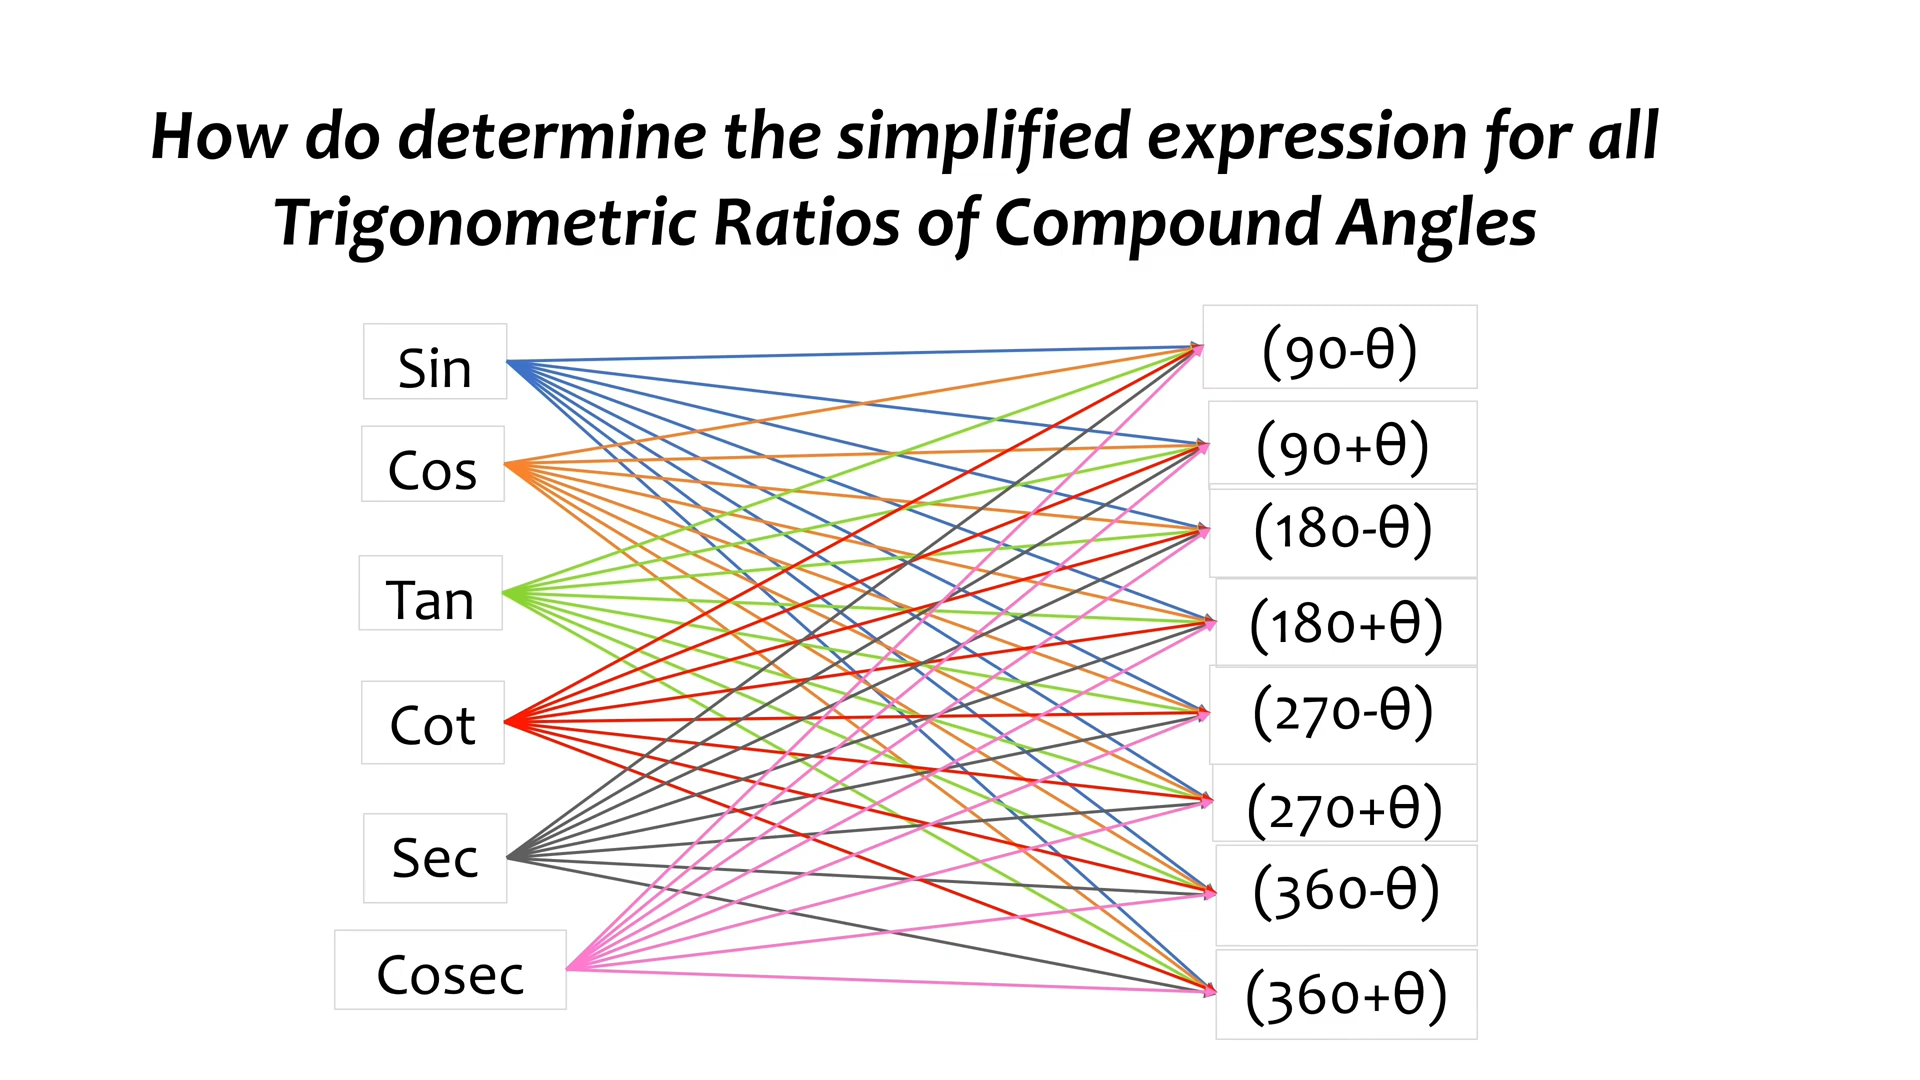 How do determine the simplified expression for all
Trigonometric Ratios of Compound Angles
Sin
Cos
Tan
Cot
Sec
Cosec
(90-θ)
(90+θ)
(180-θ)
(180+θ)
(270-θ)
(270+θ)
(360-θ)
(360+θ)